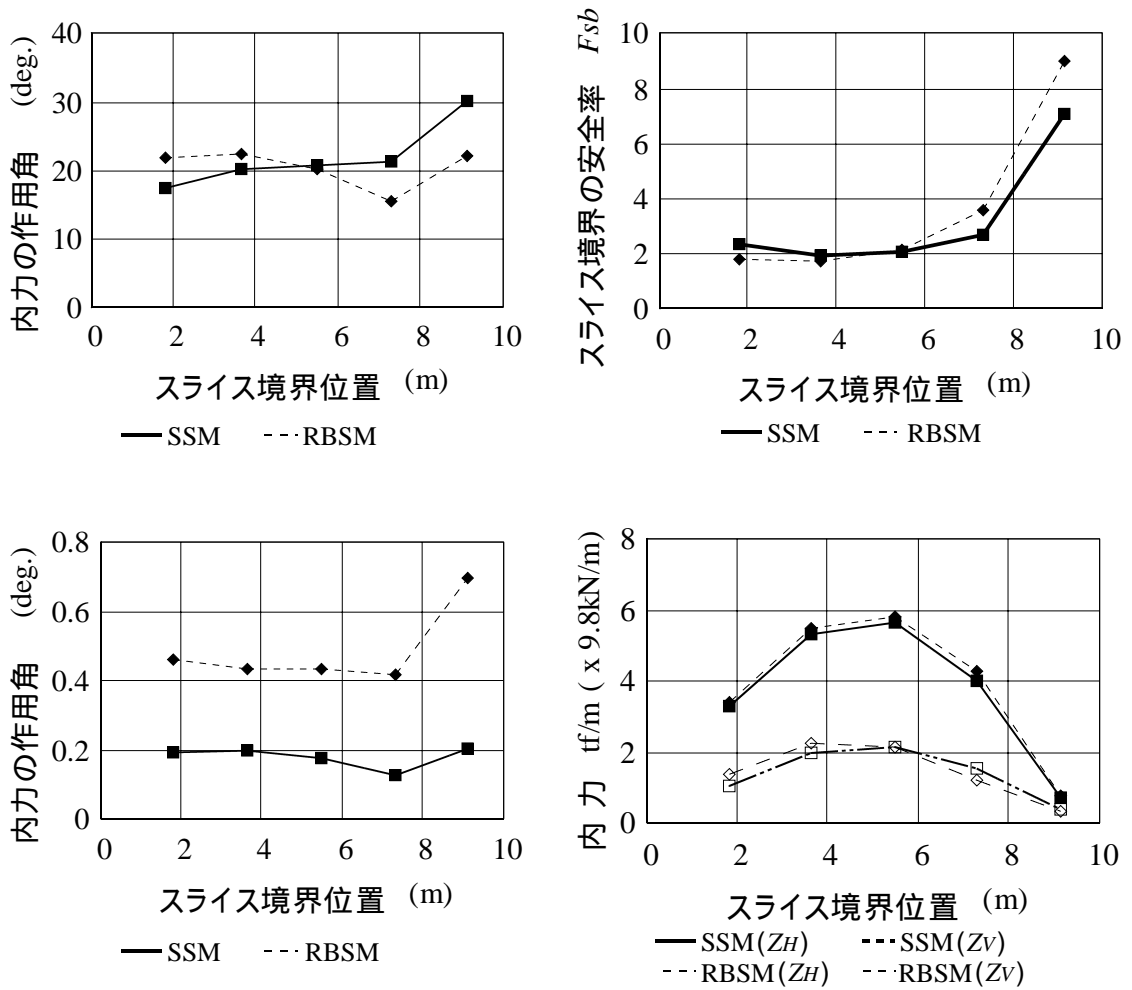 内力の作用角 (deg.)
40
30
20
10
0
0 2 4 6 8 10
スライス境界位置 (m)
SSM RBSM
スライス境界の安全率 Fsb
10
8
6
4
2
0
0 2 4 6 8 10
スライス境界位置 (m)
SSM RBSM
内力の作用角 (deg.)
0.8
0.6
0.4
0.2
0
0 2 4 6 8 10
スライス境界位置 (m)
SSM RBSM
内 力 tf/m ( x 9.8kN/m)
8
6
4
2
0
0 2 4 6 8 10
スライス境界位置 (m)
SSM(ZH) SSM(ZV)
RBSM(ZH) RBSM(ZV)